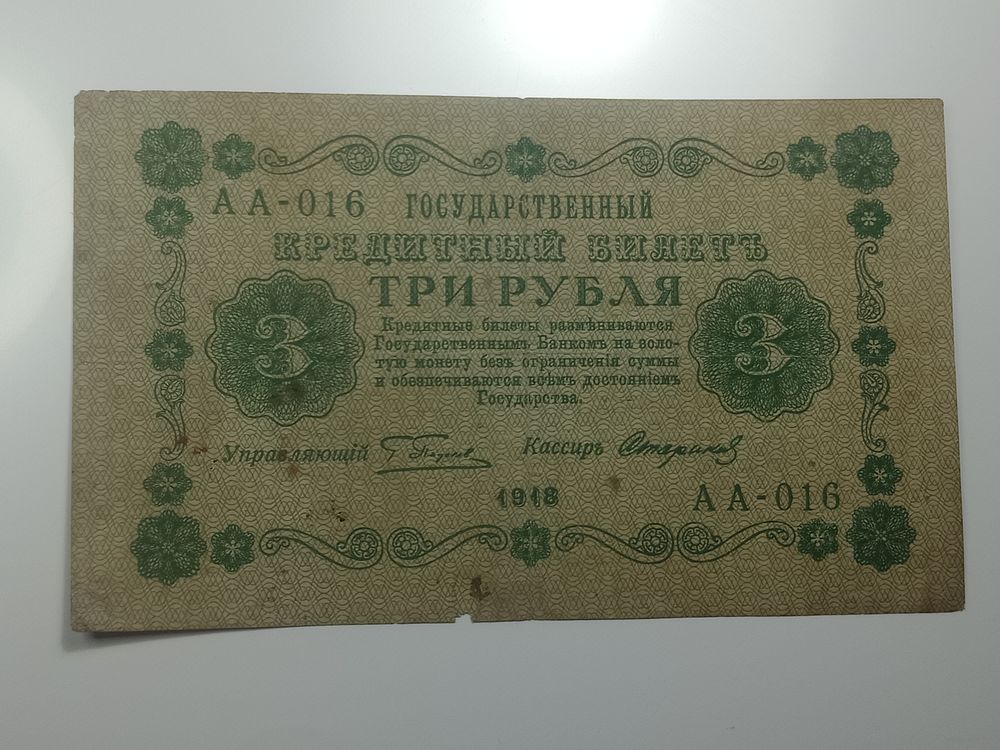 АА-016 ГОСУДАРСТВЕННЫЙ
КРЕДИТНЫЙ БИЛЕТЪ
ТРИ РУБЛЯ
3
Кредитные билеты размѣниваются
Государственнымъ Банкомъ на золо-
тую монету безъ ограниченія суммы
и обезпечиваются всѣмъ достояніемъ
Государства.
3
Управляющій
Кассиръ
1918
АА-016